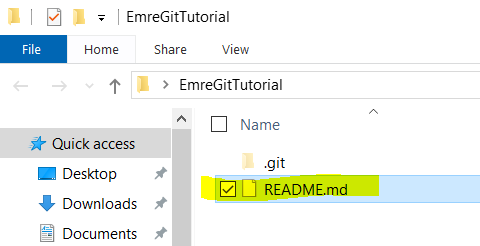 EmreGitTutorial
File Home Share View
EmreGitTutorial
Quick access
Desktop
Downloads
Documents
Name
.git
README.md